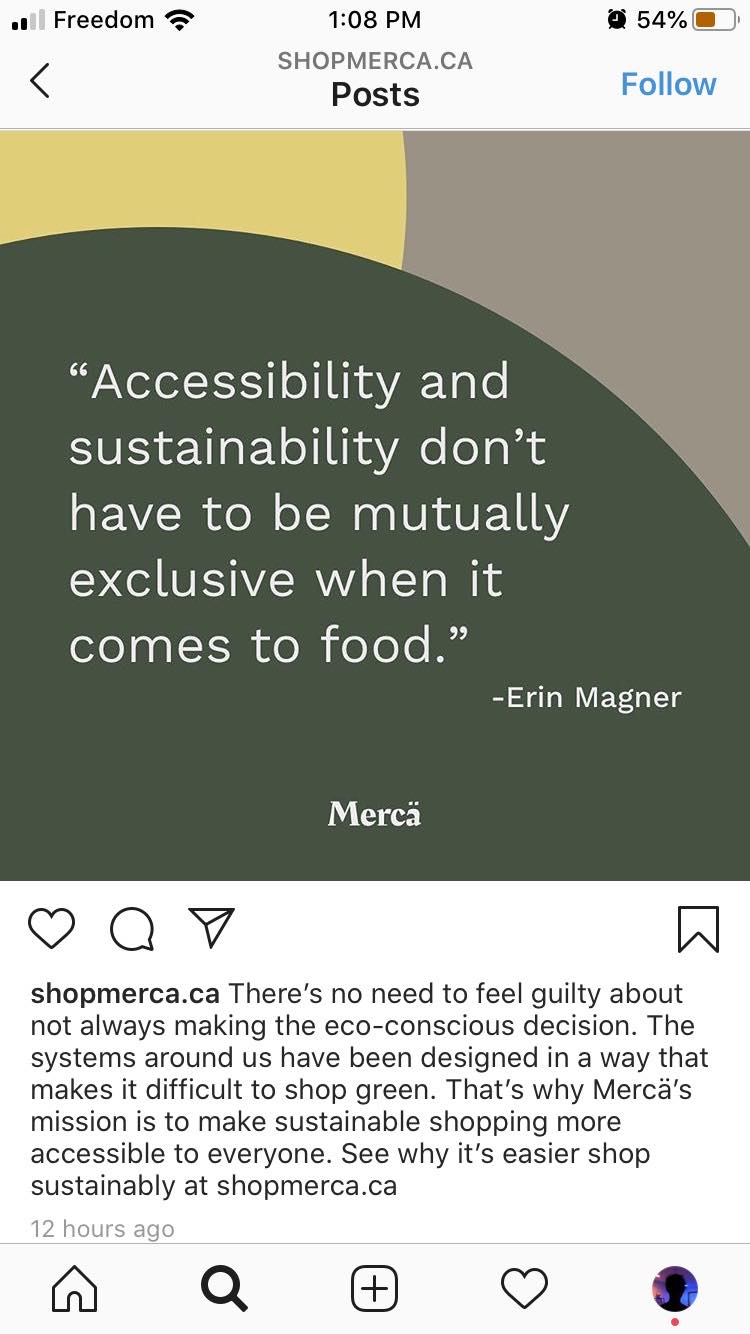 Freedom 1:08 PM 54%
SHOPMERCA.CA
Posts
Follow
“Accessibility and
sustainability don’t
have to be mutually
exclusive when it
comes to food.”
-Erin Magner
Mercä
shopmerca.ca There’s no need to feel guilty about
not always making the eco-conscious decision. The
systems around us have been designed in a way that
makes it difficult to shop green. That’s why Mercä’s
mission is to make sustainable shopping more
accessible to everyone. See why it’s easier shop
sustainably at shopmerca.ca
12 hours ago